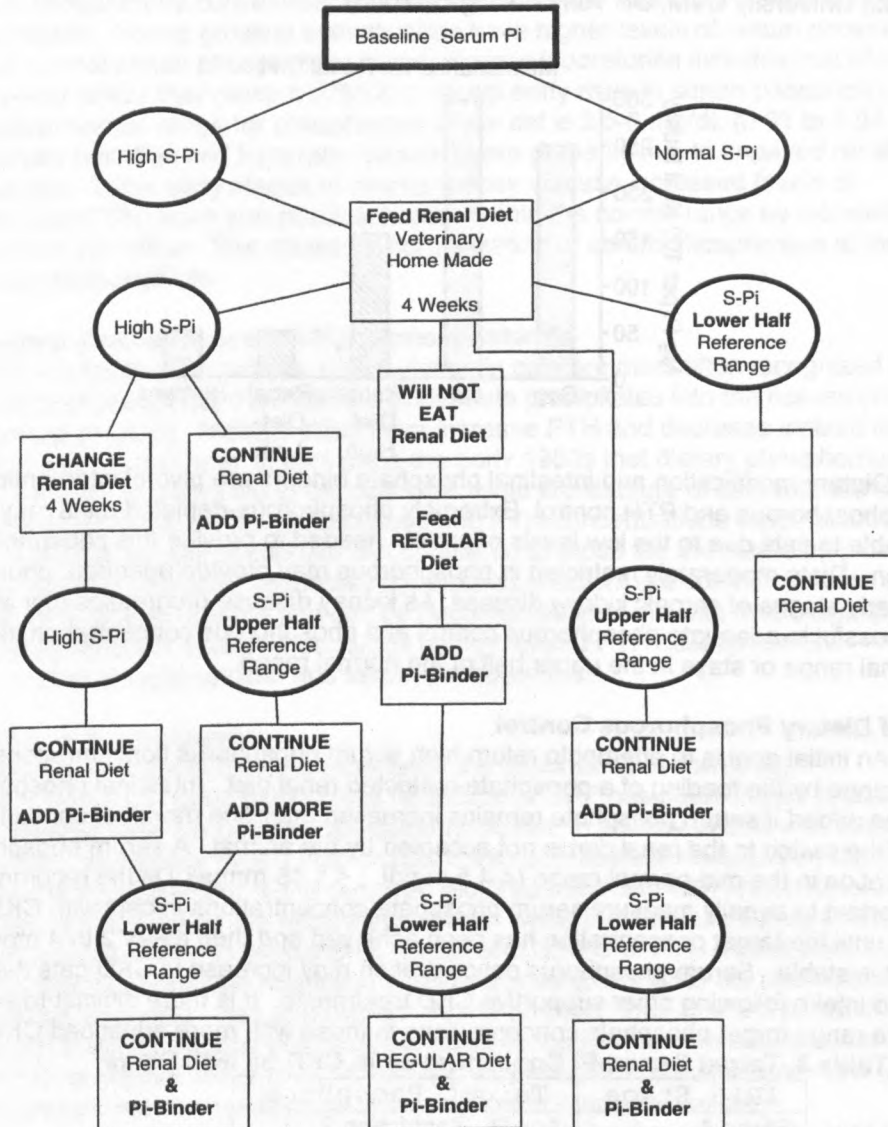 Baseline Serum Pi
High S-Pi
Normal S-Pi
Feed Renal Diet
Veterinary
Home Made
4 Weeks
High S-Pi
S-Pi
Lower Half
Reference
Range
Will NOT
EAT
Renal Diet
CHANGE
Renal Diet
4 Weeks
CONTINUE
Renal Diet
ADD Pi-Binder
Feed
REGULAR
Diet
CONTINUE
Renal Diet
High S-Pi
S-Pi
Upper Half
Reference
Range
ADD
Pi-Binder
S-Pi
Upper Half
Reference
Range
CONTINUE
Renal Diet
ADD Pi-Binder
CONTINUE
Renal Diet
ADD MORE
Pi-Binder
CONTINUE
Renal Diet
ADD Pi-Binder
S-Pi
Lower Half
Reference
Range
S-Pi
Lower Half
Reference
Range
S-Pi
Lower Half
Reference
Range
CONTINUE
Renal Diet
&
Pi-Binder
CONTINUE
REGULAR Diet
&
Pi-Binder
CONTINUE
Renal Diet
&
Pi-Binder